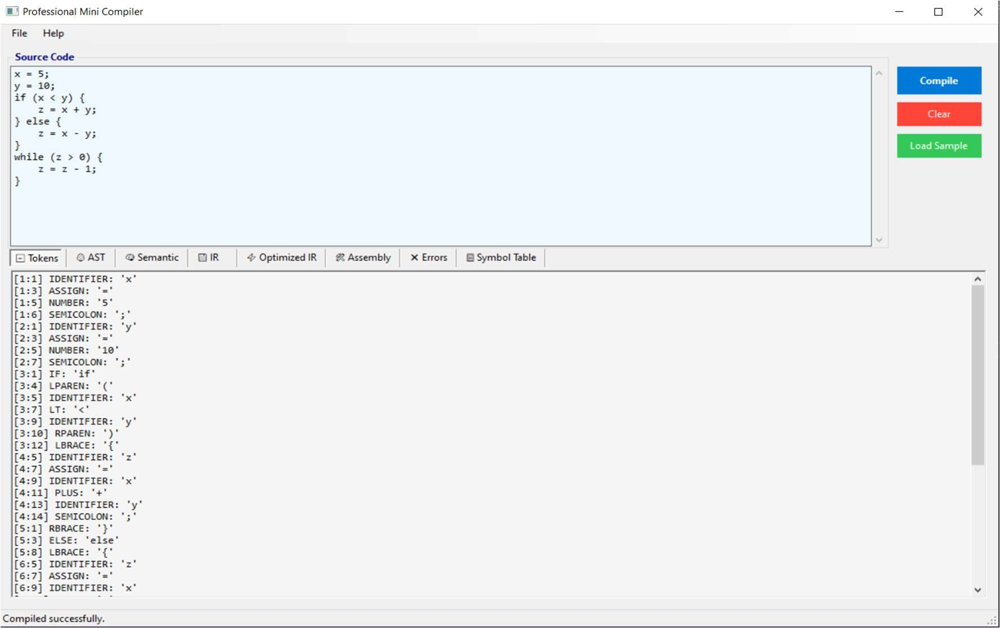 Professional Mini Compiler
File Help
Source Code
x = 5;
y = 10;
if (x < y) {
    z = x + y;
} else {
    z = x - y;
}
while (z > 0) {
    z = z - 1;
}
Compile
Clear
Load Sample
Tokens AST Semantic IR Optimized IR Assembly Errors Symbol Table
[1:1] IDENTIFIER: 'x'
[1:3] ASSIGN: '='
[1:5] NUMBER: '5'
[1:6] SEMICOLON: ';'
[2:1] IDENTIFIER: 'y'
[2:3] ASSIGN: '='
[2:5] NUMBER: '10'
[2:7] SEMICOLON: ';'
[3:1] IF: 'if'
[3:4] LPAREN: '('
[3:5] IDENTIFIER: 'x'
[3:7] LT: '<'
[3:9] IDENTIFIER: 'y'
[3:10] RPAREN: ')'
[3:12] LBRACE: '{'
[4:5] IDENTIFIER: 'z'
[4:7] ASSIGN: '='
[4:9] IDENTIFIER: 'x'
[4:11] PLUS: '+'
[4:13] IDENTIFIER: 'y'
[4:14] SEMICOLON: ';'
[5:1] RBRACE: '}'
[5:3] ELSE: 'else'
[5:8] LBRACE: '{'
[6:5] IDENTIFIER: 'z'
[6:7] ASSIGN: '='
[6:9] IDENTIFIER: 'x'
Compiled successfully.